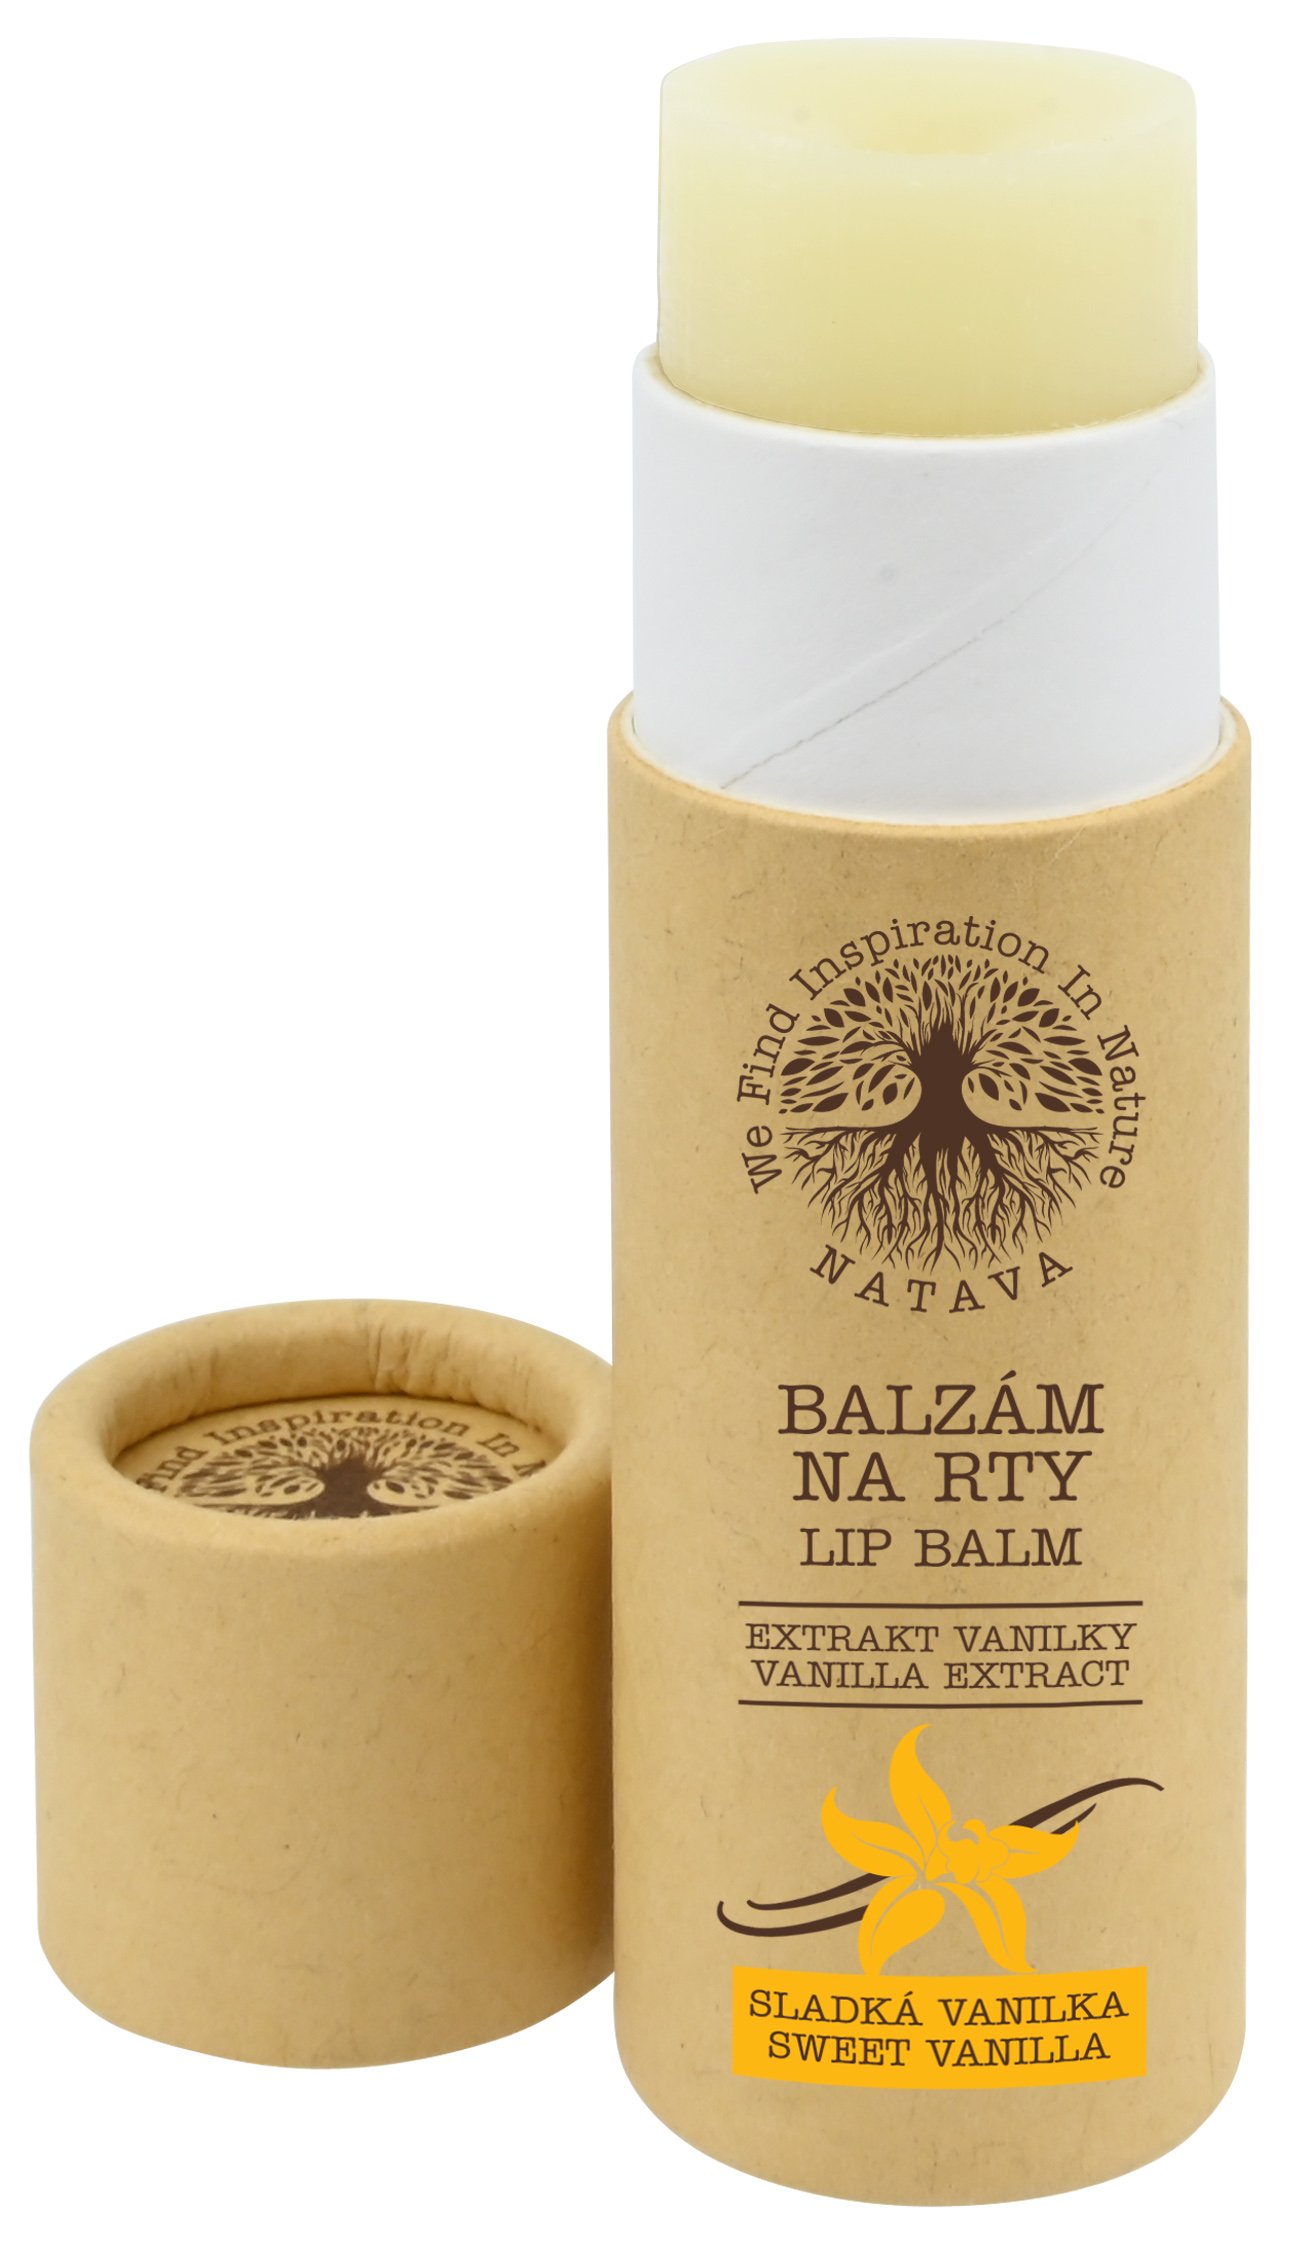 We Find Inspiration In Nature
NATAVA
BALZÁM
NA RTY
LIP BALM
EXTRAKT VANILKY
VANILLA EXTRACT
SLADKÁ VANILKA
SWEET VANILLA
Find Inspiration In